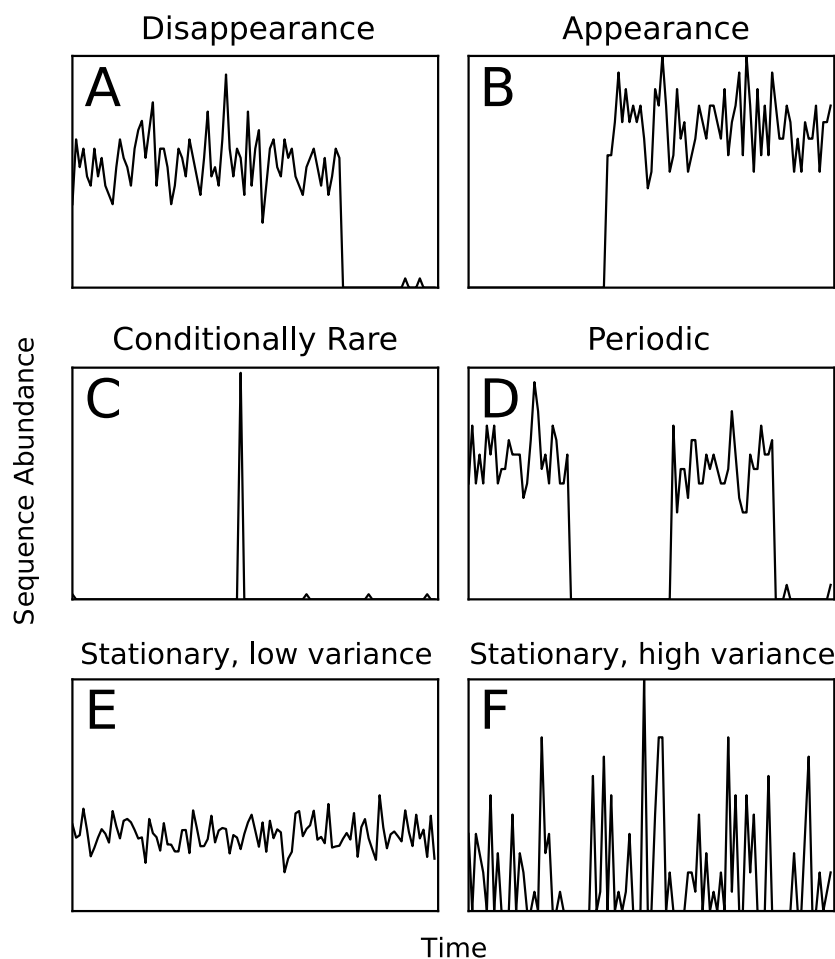 Disappearance
Appearance
A
B
Conditionally Rare
Periodic
C
D
Sequence Abundance
Stationary, low variance
Stationary, high variance
E
F
Time